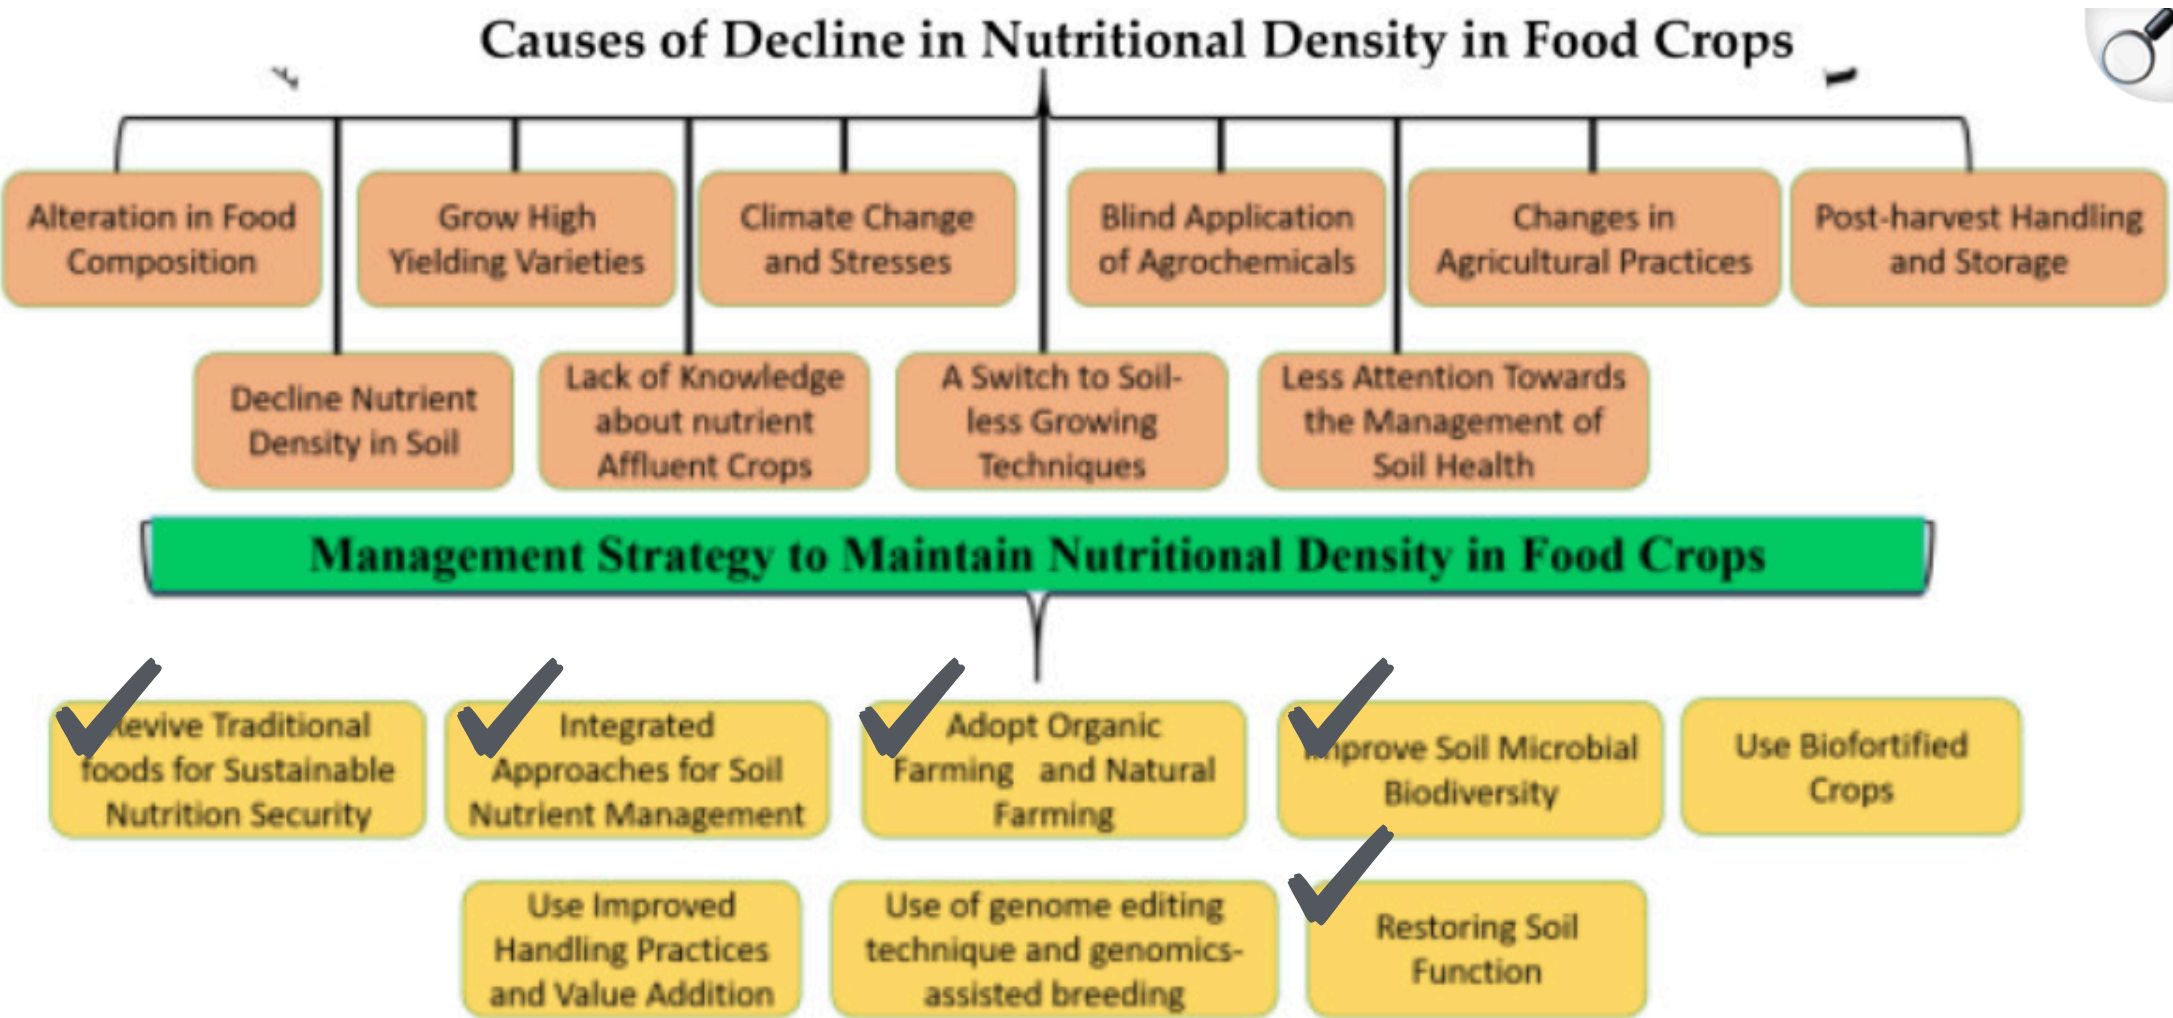 Causes of Decline in Nutritional Density in Food Crops
Alteration in Food
Composition
Grow High
Yielding Varieties
Climate Change
and Stresses
Blind Application
of Agrochemicals
Changes in
Agricultural Practices
Post-harvest Handling
and Storage
Decline Nutrient
Density in Soil
Lack of Knowledge
about nutrient
Affluent Crops
A Switch to Soil-
less Growing
Techniques
Less Attention Towards
the Management of
Soil Health
Management Strategy to Maintain Nutritional Density in Food Crops
Revive Traditional
foods for Sustainable
Nutrition Security
Integrated
Approaches for Soil
Nutrient Management
Adopt Organic
Farming and Natural
Farming
Improve Soil Microbial
Biodiversity
Use Biofortified
Crops
Use Improved
Handling Practices
and Value Addition
Use of genome editing
technique and genomics-
assisted breeding
Restoring Soil
Function